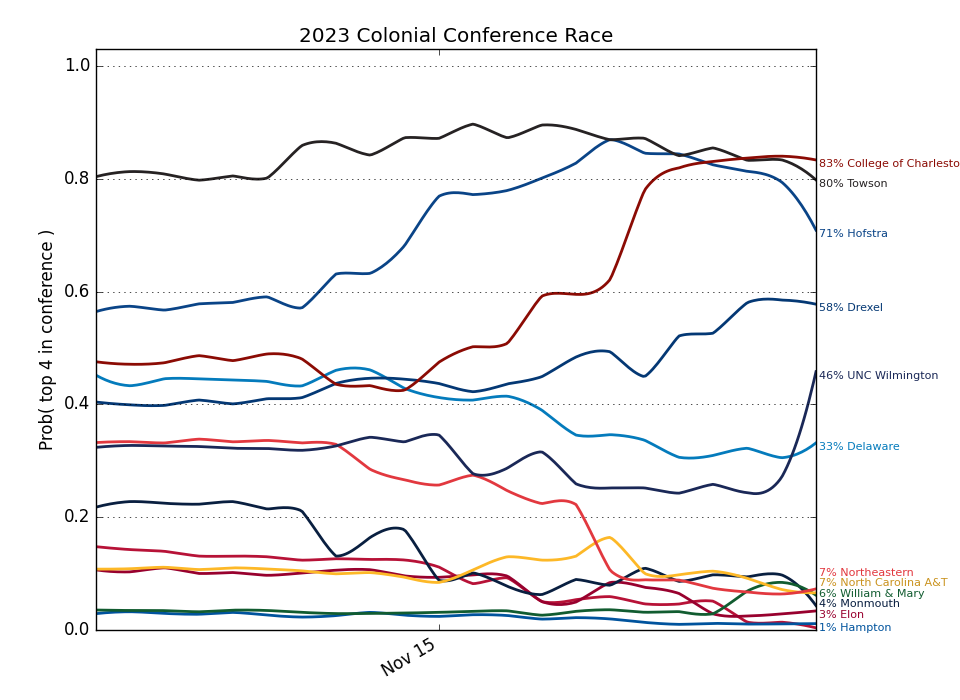 2023 Colonial Conference Race
Prob( top 4 in conference )
1.0
0.8
0.6
0.4
0.2
0.0
Nov 15
83% College of Charlesto
80% Towson
71% Hofstra
58% Drexel
46% UNC Wilmington
33% Delaware
7% Northeastern
7% North Carolina A&T
6% William & Mary
4% Monmouth
3% Elon
1% Hampton